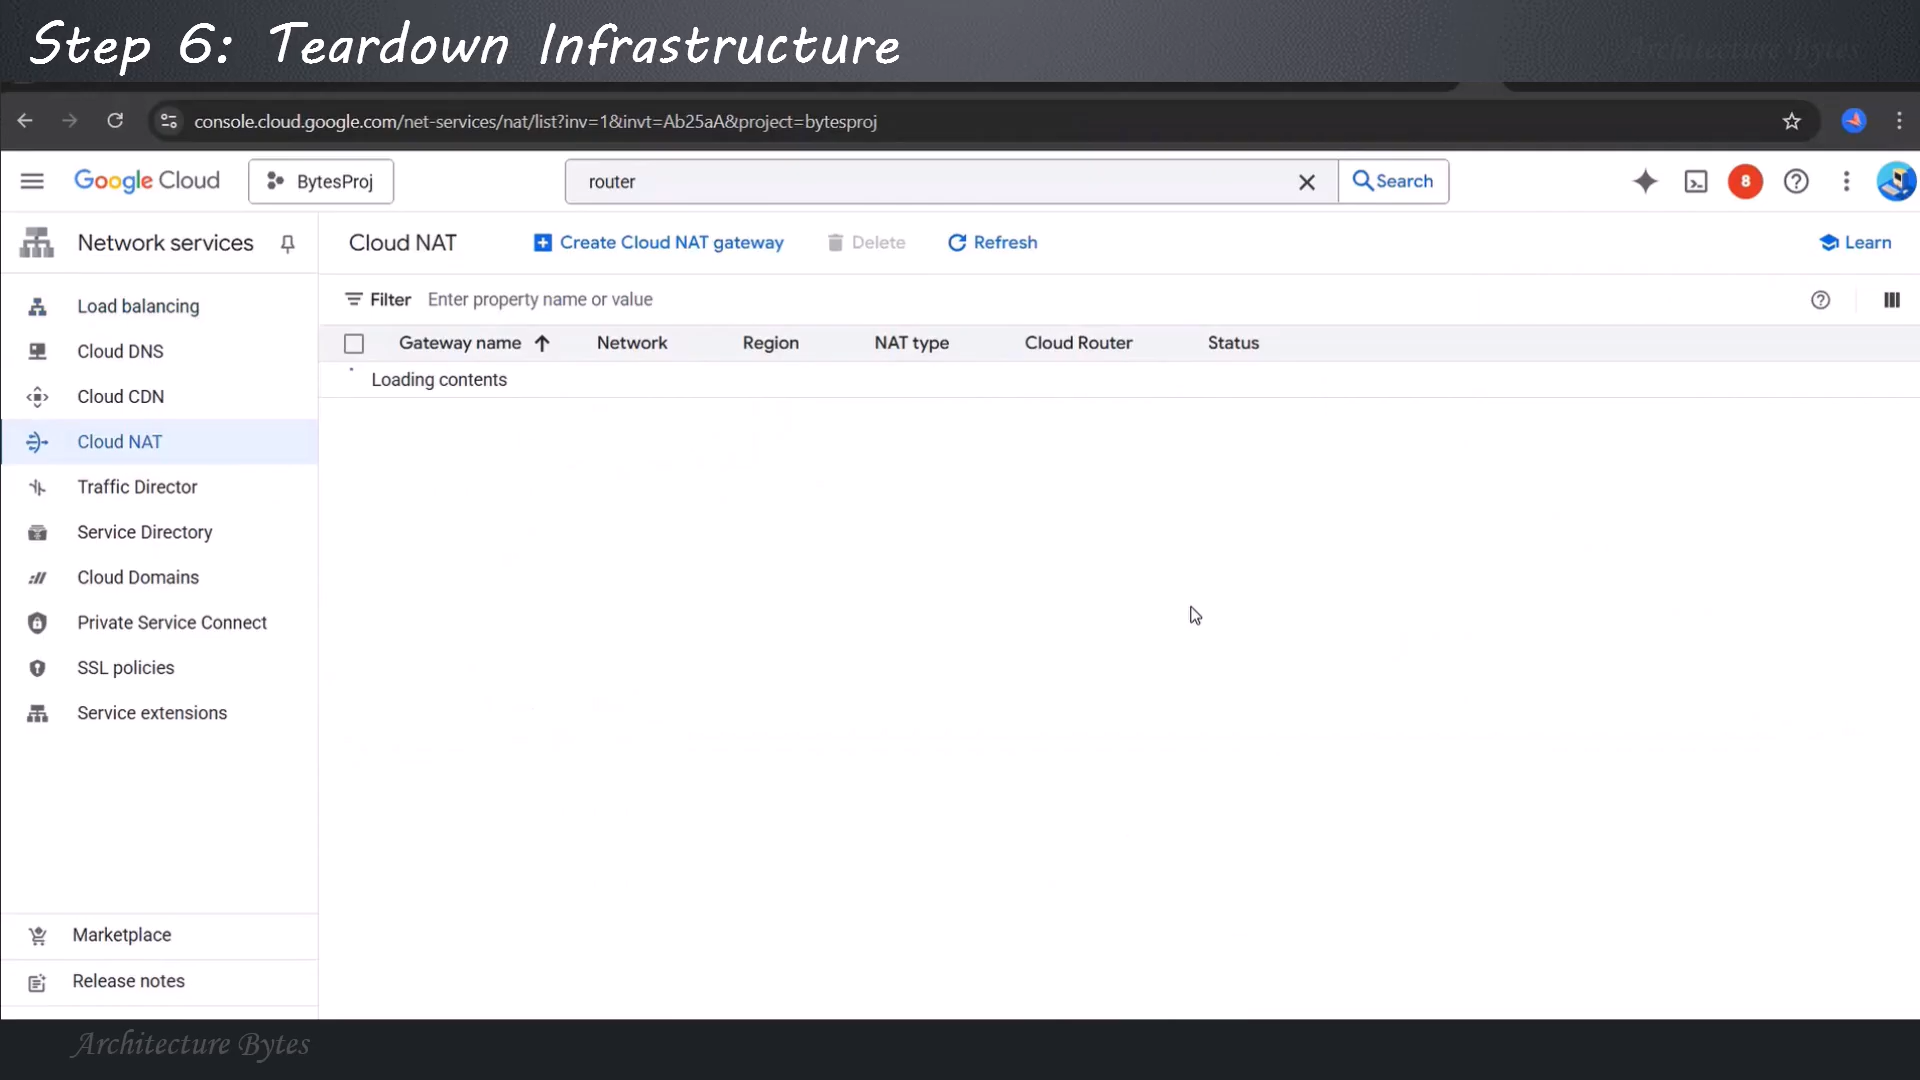 Step 6: Teardown Infrastructure
Architecture Bytes
console.cloud.google.com/net-services/nat/list?inv=1&invt=Ab25aA&project=bytesproj
Google Cloud
BytesProj
router
Search
8
Network services
Cloud NAT
Create Cloud NAT gateway
Delete
Refresh
Learn
Load balancing
Cloud DNS
Cloud CDN
Cloud NAT
Traffic Director
Service Directory
Cloud Domains
Private Service Connect
SSL policies
Service extensions
Marketplace
Release notes
Filter
Enter property name or value
Gateway name
Network
Region
NAT type
Cloud Router
Status
Loading contents
Architecture Bytes